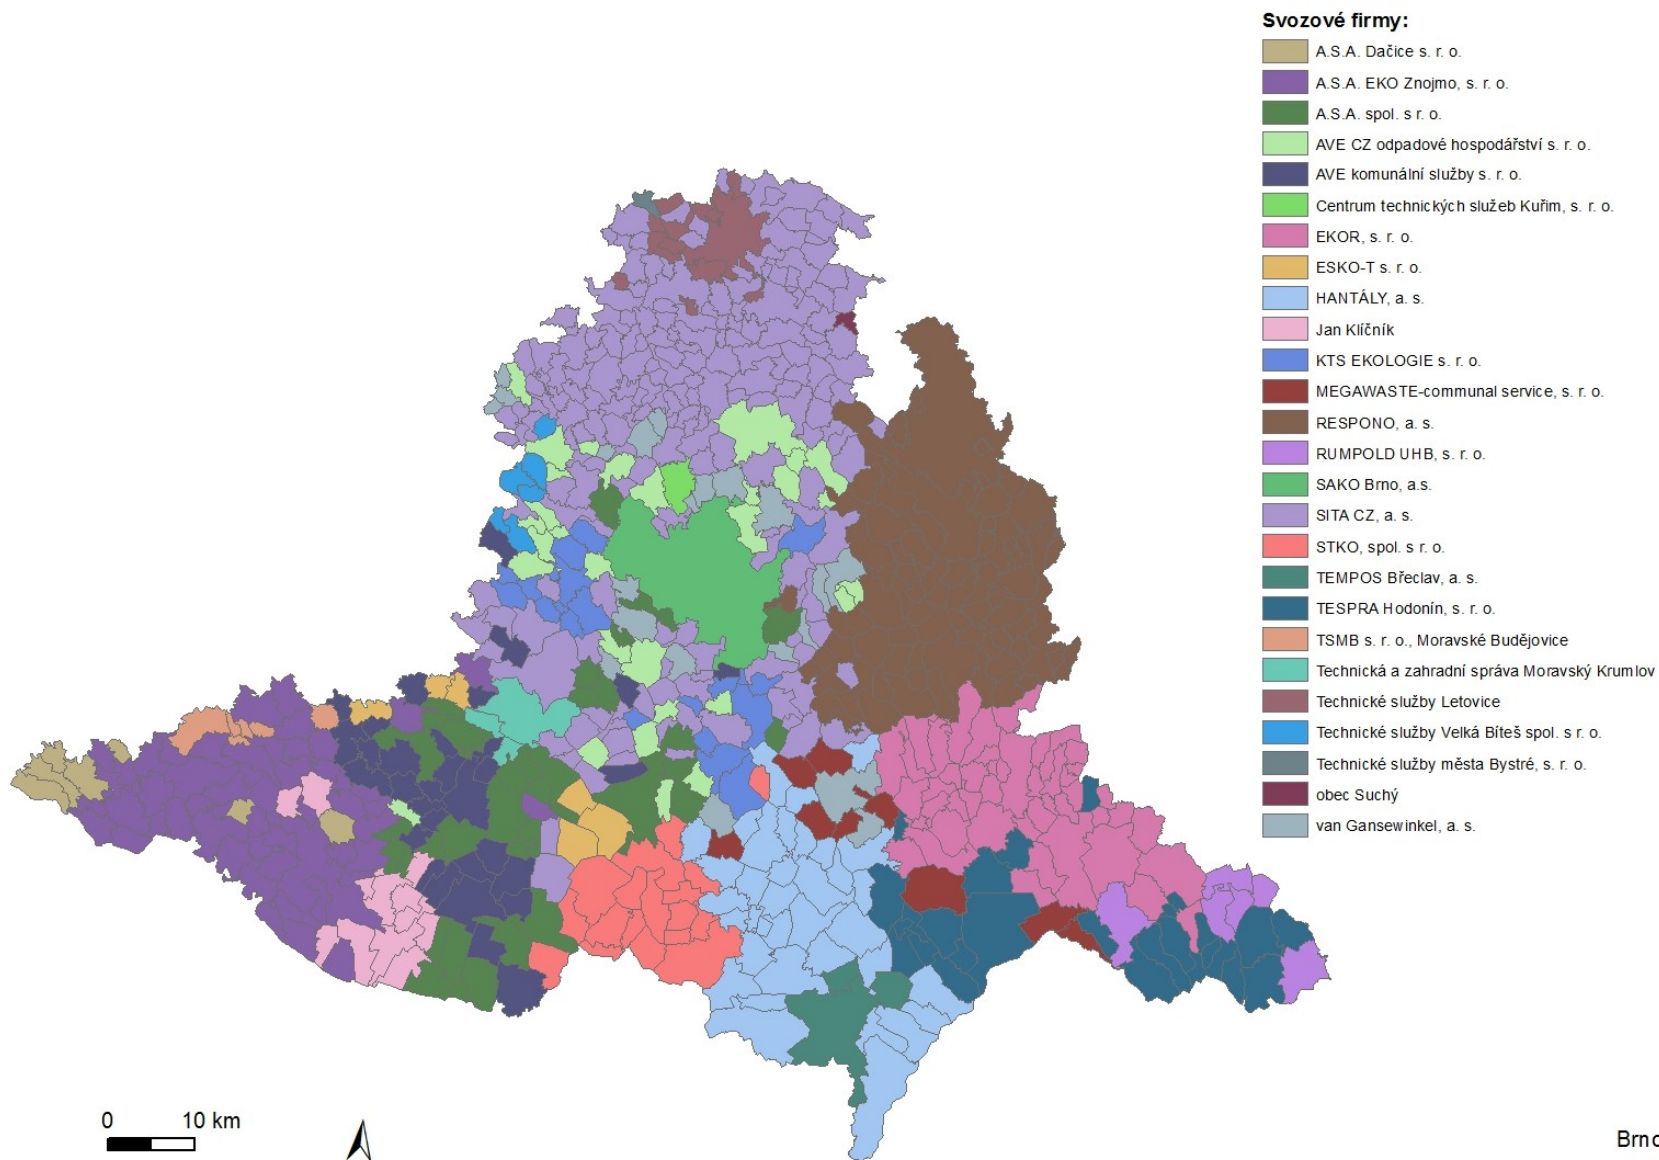 Svozové firmy:
A.S.A. Dačice s. r. o.
A.S.A. EKO Znojmo, s. r. o.
A.S.A. spol. s r. o.
AVE CZ odpadové hospodářství s. r. o.
AVE komunální služby s. r. o.
Centrum technických služeb Kuřim, s. r. o.
EKOR, s. r. o.
ESKO-T s. r. o.
HANTÁLY, a. s.
Jan Klíčník
KTS EKOLOGIE s. r. o.
MEGAWASTE-communal service, s. r. o.
RESPONO, a. s.
RUMPOLD UHB, s. r. o.
SAKO Brno, a.s.
SITA CZ, a. s.
STKO, spol. s r. o.
TEMPOS Břeclav, a. s.
TESPRA Hodonín, s. r. o.
TSMB s. r. o., Moravské Budějovice
Technická a zahradní správa Moravský Krumlov
Technické služby Letovice
Technické služby Velká Bíteš spol. s r. o.
Technické služby města Bystré, s. r. o.
obec Suchý
van Gansewinkel, a. s.
0 10 km